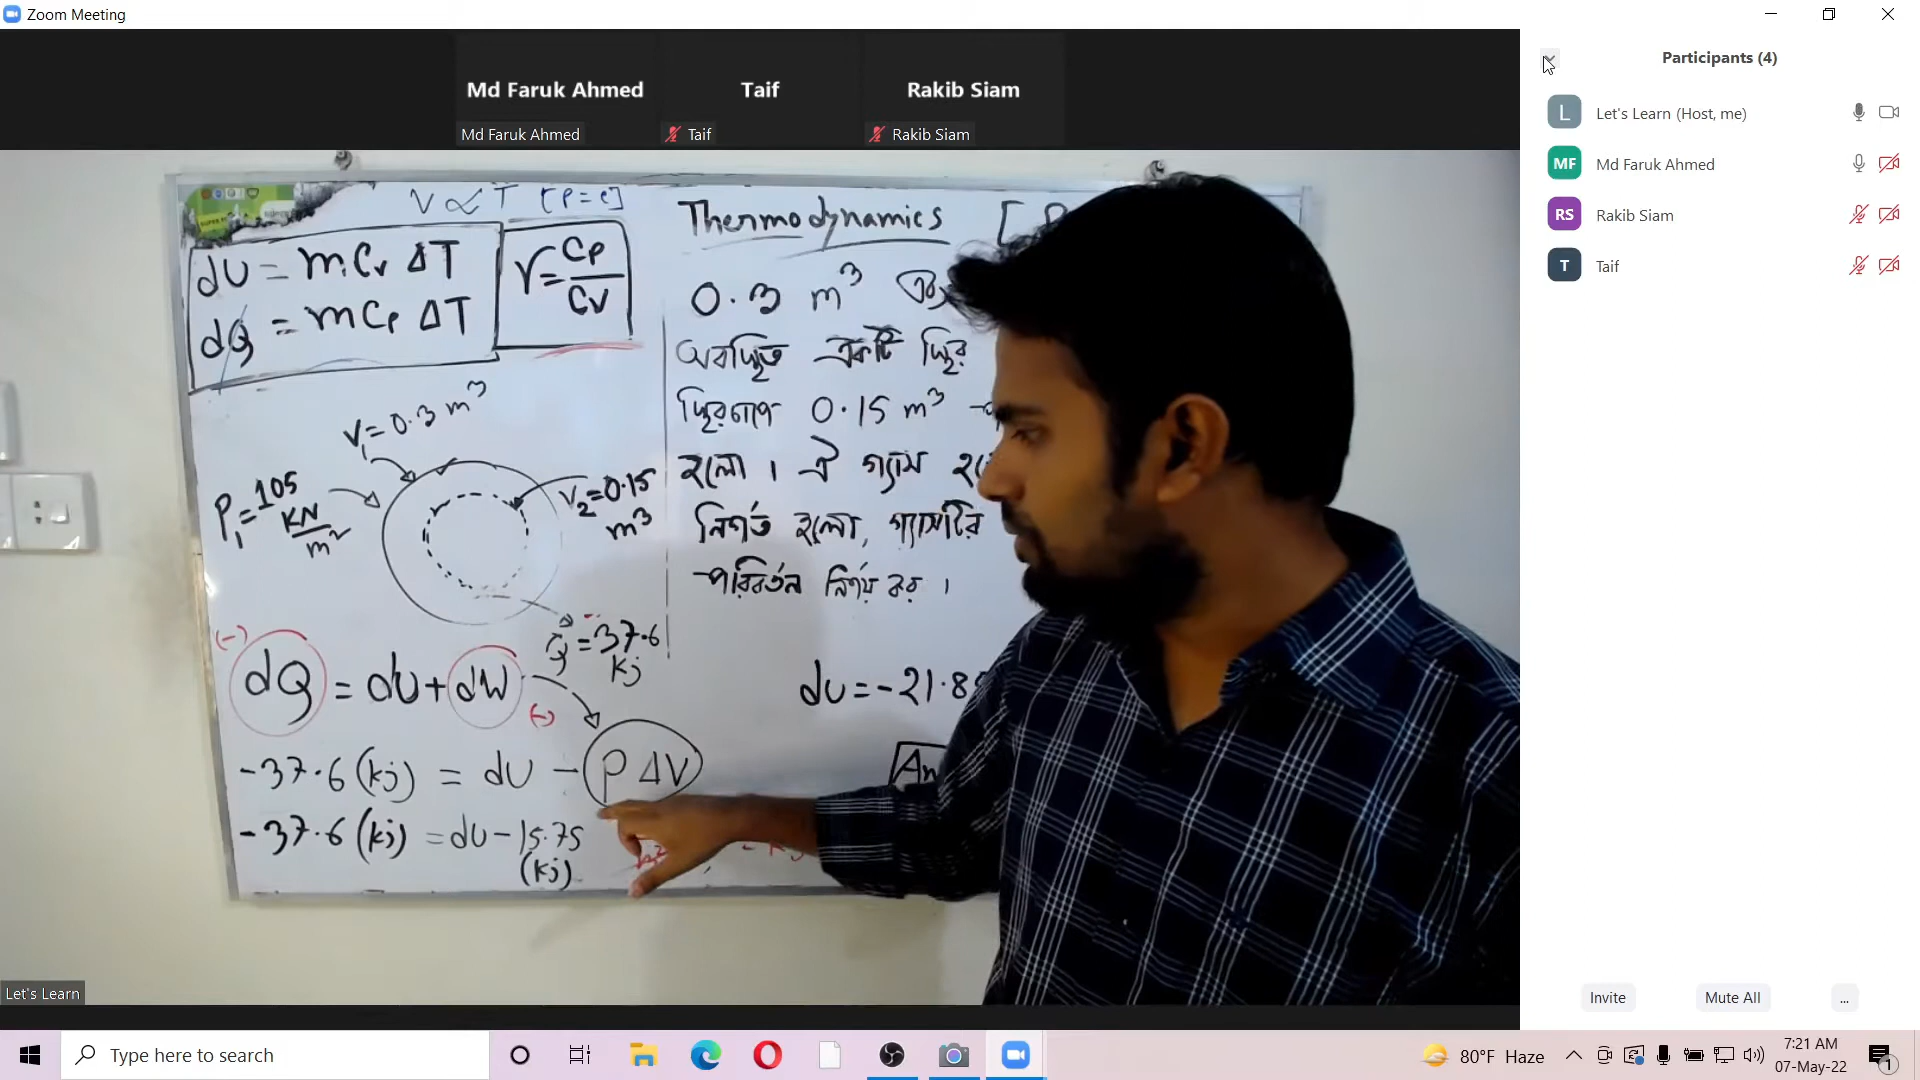 Zoom Meeting
Md Faruk Ahmed
Taif
Rakib Siam
Md Faruk Ahmed
Taif
Rakib Siam
Participants (4)
L
Let's Learn (Host, me)
MF
Md Faruk Ahmed
RS
Rakib Siam
T
Taif
V ∝ T [P=c]
dU = mCv ΔT
dQ = mCp ΔT
γ = Cp/Cv
V₁ = 0.3 m³
P₁ = 105 KN/m²
V₂ = 0.15 m³
Q = 37.6 kj
(-)
dQ = dU + dW
(-)
-37.6 (kj) = dU - PΔV
-37.6 (kj) = dU - 15.75 (kj)
Thermodynamics [
0.3 m³
অবস্থিত একটি স্থির
স্থিরচাপে 0.15 m³
হলো। ঐ গ্যাস
নির্গত হলো, গ্যাসটির
পরিবর্তন নির্ণয় কর।
du = -21.8
An
Let's Learn
Invite
Mute All
...
Type here to search
80°F Haze
7:21 AM
07-May-22
1